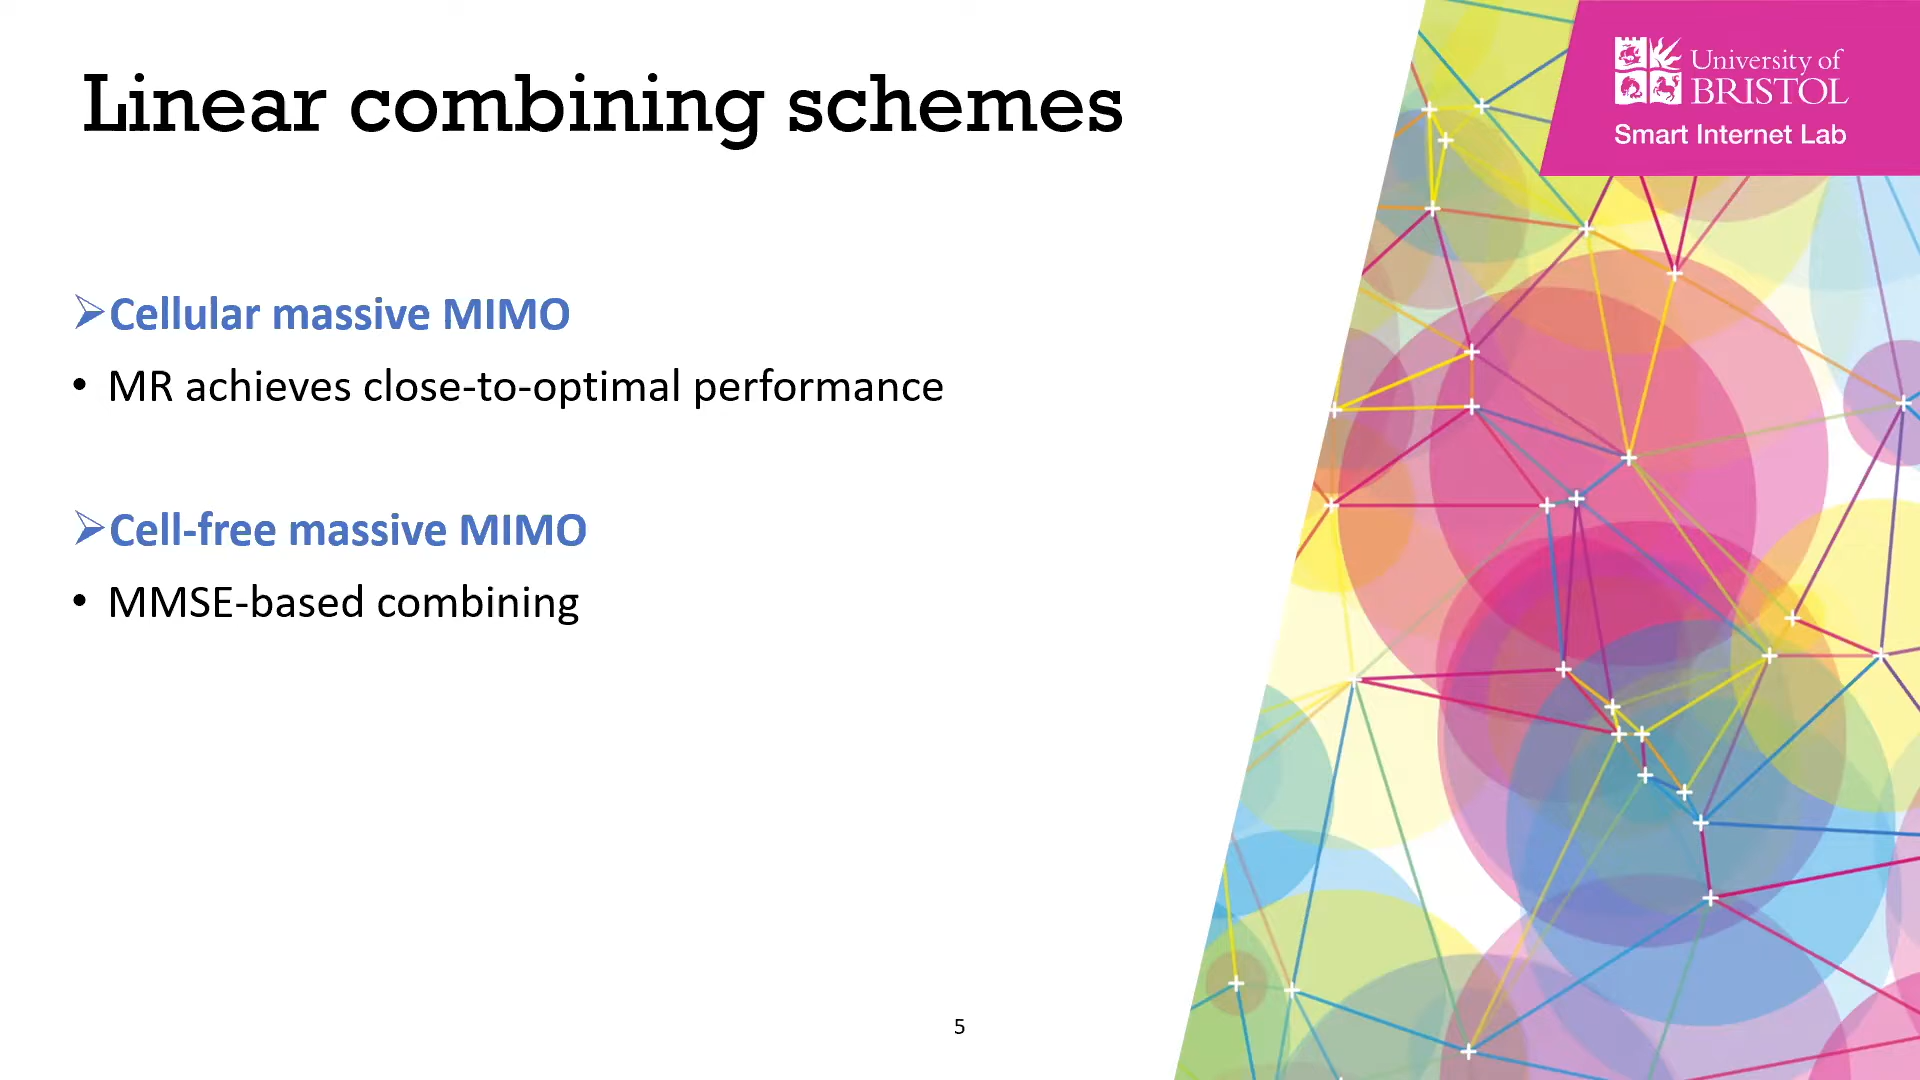 Linear combining schemes
University of
BRISTOL
Smart Internet Lab
➢Cellular massive MIMO
• MR achieves close-to-optimal performance
➢Cell-free massive MIMO
• MMSE-based combining
5